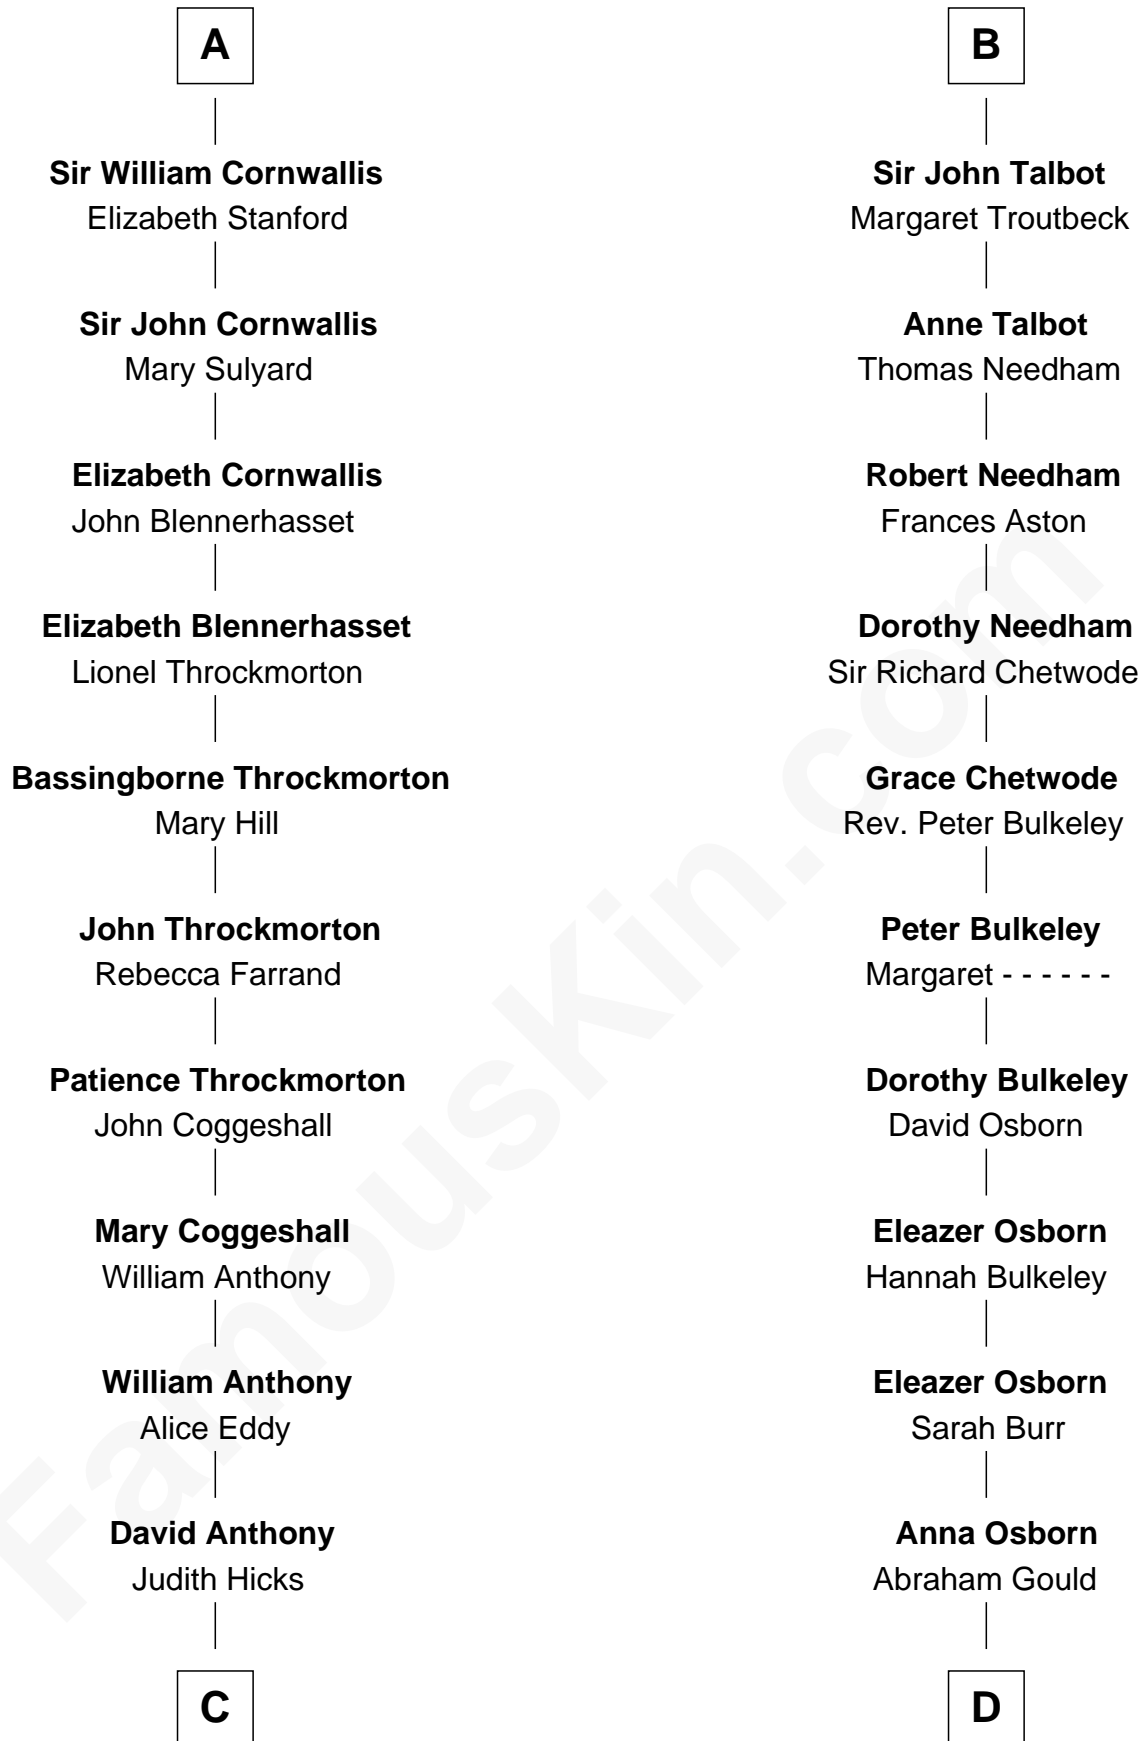 A
Sir William Cornwallis
Elizabeth Stanford
Sir John Cornwallis
Mary Sulyard
Elizabeth Cornwallis
John Blennerhasset
Elizabeth Blennerhasset
Lionel Throckmorton
Bassingborne Throckmorton
Mary Hill
John Throckmorton
Rebecca Farrand
Patience Throckmorton
John Coggeshall
Mary Coggeshall
William Anthony
William Anthony
Alice Eddy
David Anthony
Judith Hicks
C
B
Sir John Talbot
Margaret Troutbeck
Anne Talbot
Thomas Needham
Robert Needham
Frances Aston
Dorothy Needham
Sir Richard Chetwode
Grace Chetwode
Rev. Peter Bulkeley
Peter Bulkeley
Margaret - - - - - -
Dorothy Bulkeley
David Osborn
Eleazer Osborn
Hannah Bulkeley
Eleazer Osborn
Sarah Burr
Anna Osborn
Abraham Gould
D
FamousKin.com